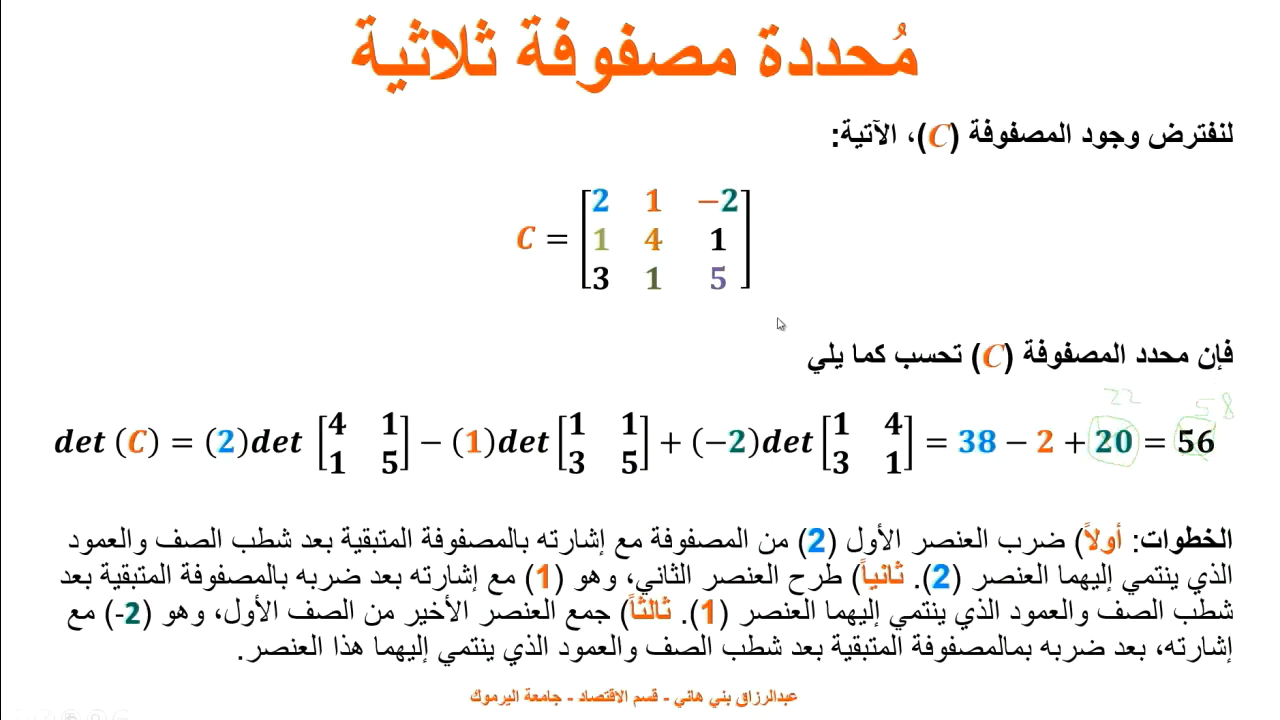 مُحددة مصفوفة ثلاثية
لنفترض وجود المصفوفة (C)، الآتية:
C = [2 1 −2
1 4 1
3 1 5]
فإن محدد المصفوفة (C) تحسب كما يلي
22 58
det (C) = (2)det [4 1 ; 1 5] − (1)det [1 1 ; 3 5] + (−2)det [1 4 ; 3 1] = 38 − 2 + 20 = 56
الخطوات: أولاً) ضرب العنصر الأول (2) من المصفوفة مع إشارته بالمصفوفة المتبقية بعد شطب الصف والعمود
الذي ينتمي إليهما العنصر (2). ثانياً) طرح العنصر الثاني، وهو (1) مع إشارته بعد ضربه بالمصفوفة المتبقية بعد
شطب الصف والعمود الذي ينتمي إليهما العنصر (1). ثالثاً) جمع العنصر الأخير من الصف الأول، وهو (2-) مع
إشارته، بعد ضربه بمالمصفوفة المتبقية بعد شطب الصف والعمود الذي ينتمي إليهما هذا العنصر.
عبدالرزاق بني هاني - قسم الاقتصاد - جامعة اليرموك